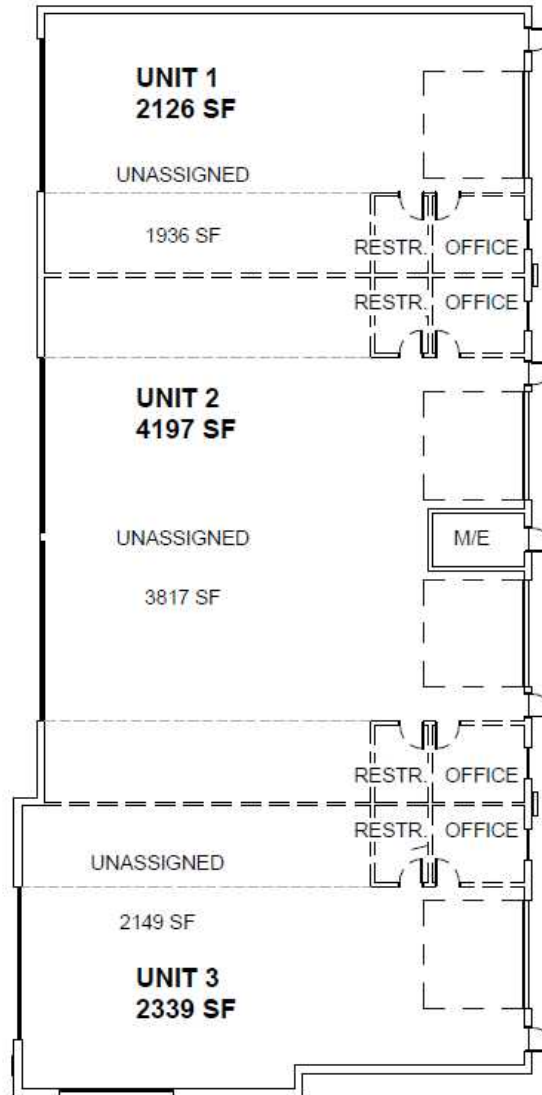 UNIT 1
2126 SF
UNASSIGNED
1936 SF
RESTR. OFFICE
RESTR. OFFICE
UNIT 2
4197 SF
UNASSIGNED M/E
3817 SF
RESTR. OFFICE
RESTR. OFFICE
UNASSIGNED
2149 SF
UNIT 3
2339 SF